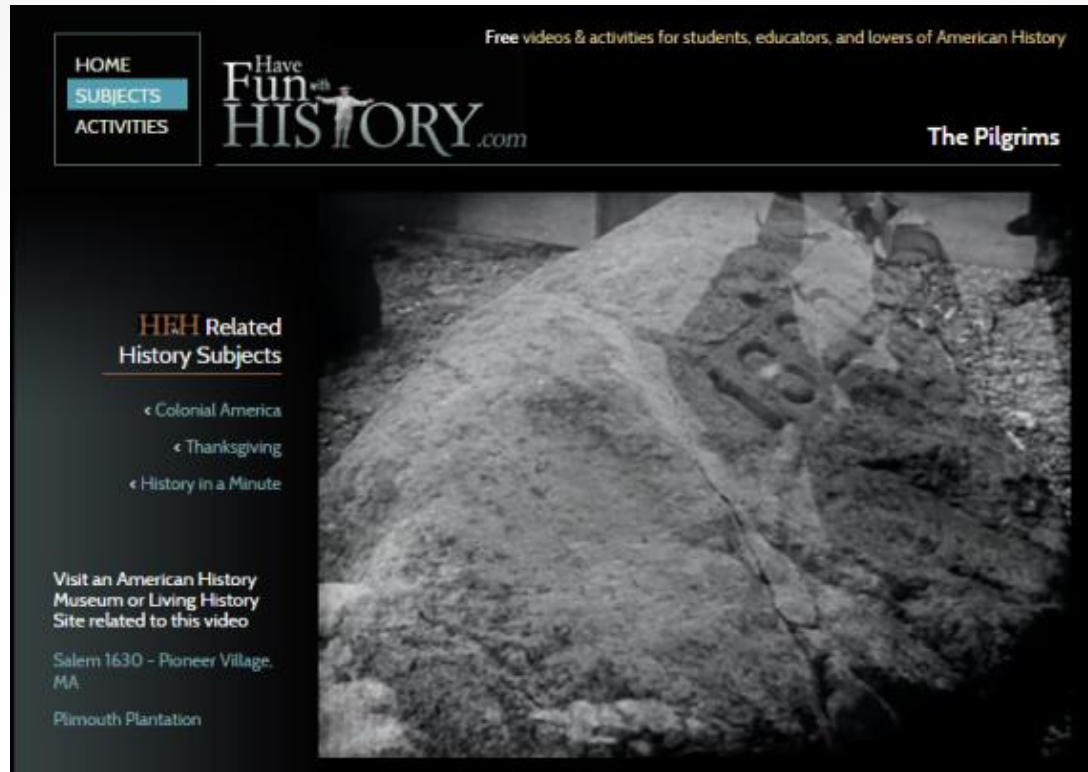 Free videos & activities for students, educators, and lovers of American History
HOME
SUBJECTS
ACTIVITIES
Have
Fun with
HISTORY.com
The Pilgrims
HFH Related
History Subjects
< Colonial America
< Thanksgiving
< History in a Minute
Visit an American History
Museum or Living History
Site related to this video
Salem 1630 - Pioneer Village,
MA
Plimouth Plantation